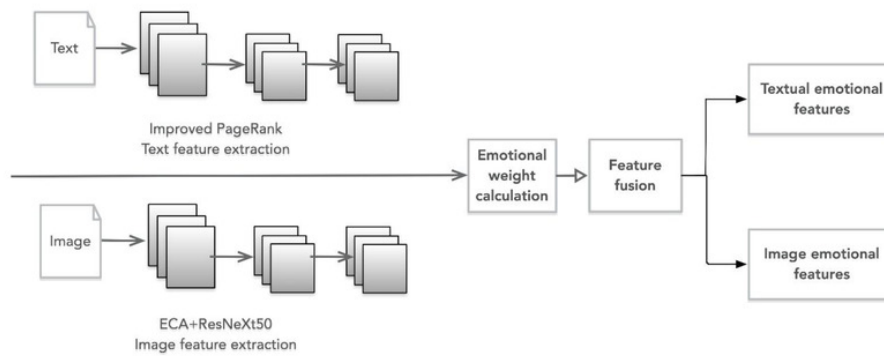 Text
Improved PageRank
Text feature extraction
Emotional
weight
calculation
Feature
fusion
Textual emotional
features
Image emotional
features
Image
ECA+ResNeXt50
Image feature extraction